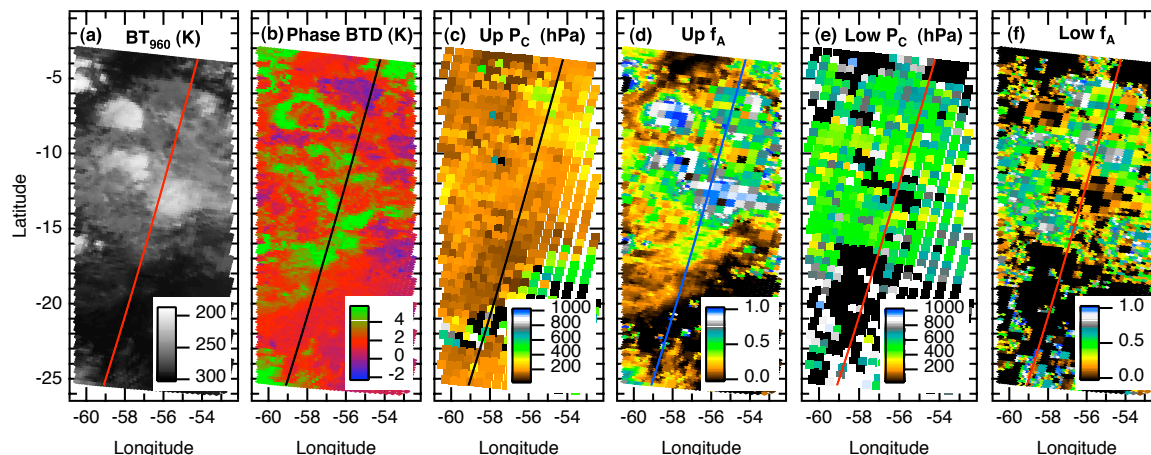 (a) BT960 (K)
(b) Phase BTD (K)
(c) Up PC (hPa)
(d) Up fA
(e) Low PC (hPa)
(f) Low fA
Latitude
-5
-10
-15
-20
-25
200
250
300
4
2
0
-2
1000
800
600
400
200
1.0
0.5
0.0
1000
800
600
400
200
1.0
0.5
0.0
-60 -58 -56 -54
-60 -58 -56 -54
-60 -58 -56 -54
-60 -58 -56 -54
-60 -58 -56 -54
-60 -58 -56 -54
Longitude
Longitude
Longitude
Longitude
Longitude
Longitude